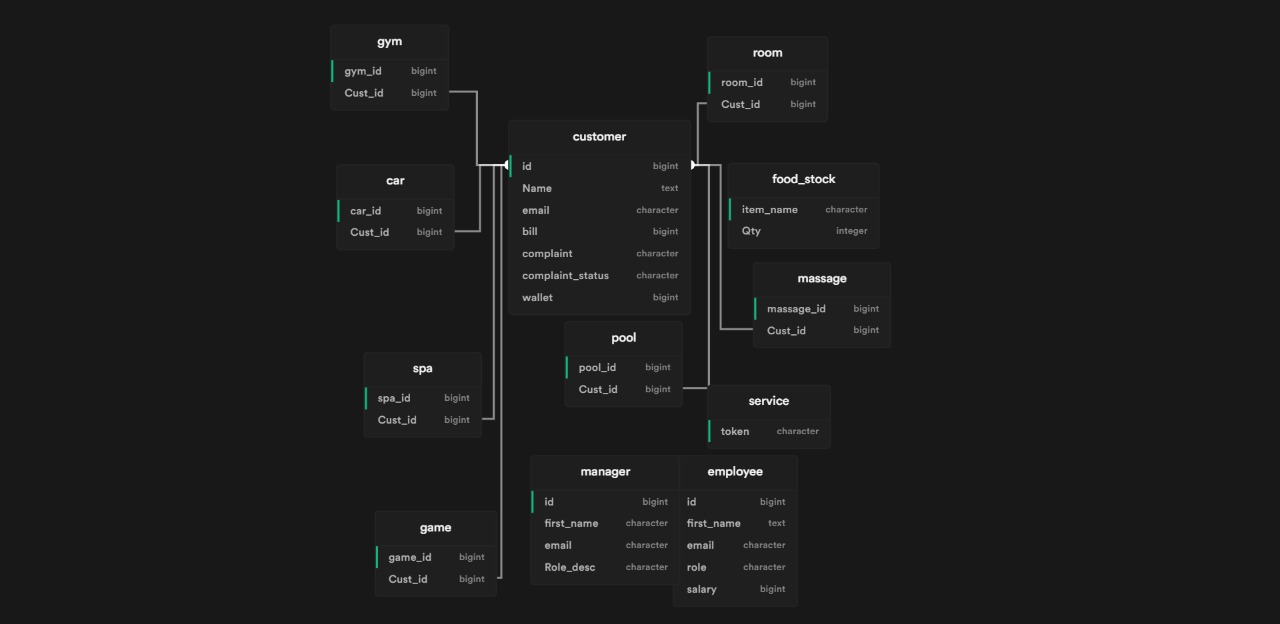 gym
gym_id bigint
Cust_id bigint
room
room_id bigint
Cust_id bigint
customer
id bigint
Name text
email character
bill bigint
complaint character
complaint_status character
wallet bigint
car
car_id bigint
Cust_id bigint
food_stock
item_name character
Qty integer
massage
massage_id bigint
Cust_id bigint
pool
pool_id bigint
Cust_id bigint
spa
spa_id bigint
Cust_id bigint
service
token character
manager
id bigint
first_name character
email character
Role_desc character
employee
id bigint
first_name text
email character
role character
salary bigint
game
game_id bigint
Cust_id bigint